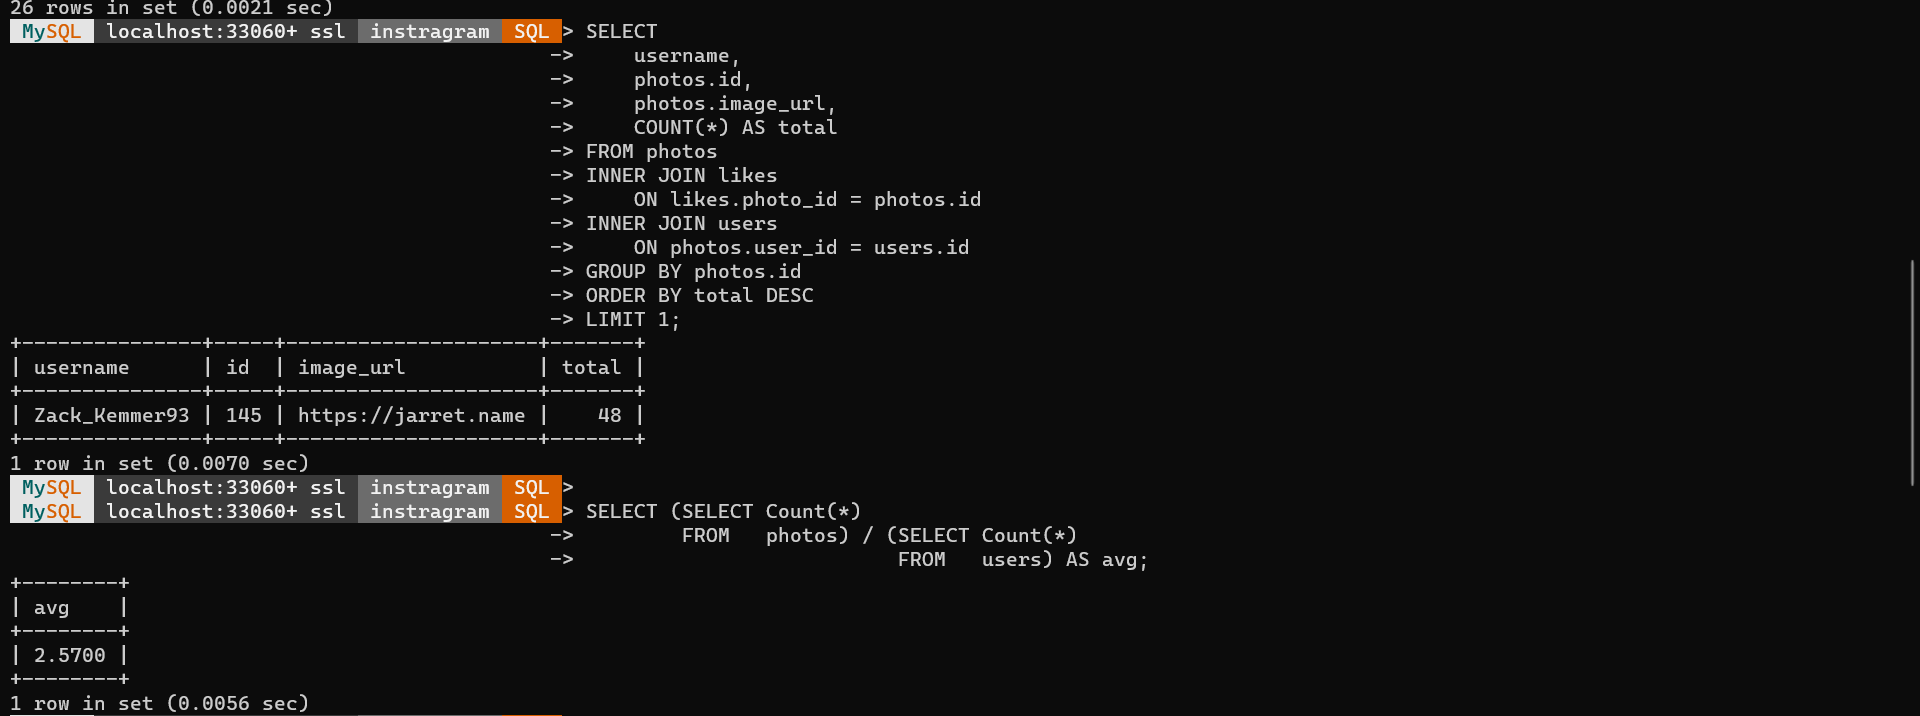 26 rows in set (0.0021 sec)
MySQL localhost:33060+ ssl instragram SQL > SELECT
-> username,
-> photos.id,
-> photos.image_url,
-> COUNT(*) AS total
-> FROM photos
-> INNER JOIN likes
-> ON likes.photo_id = photos.id
-> INNER JOIN users
-> ON photos.user_id = users.id
-> GROUP BY photos.id
-> ORDER BY total DESC
-> LIMIT 1;
+---------------+-----+---------------------+-------+
| username      | id  | image_url           | total |
+---------------+-----+---------------------+-------+
| Zack_Kemmer93 | 145 | https://jarret.name |    48 |
+---------------+-----+---------------------+-------+
1 row in set (0.0070 sec)
MySQL localhost:33060+ ssl instragram SQL >
MySQL localhost:33060+ ssl instragram SQL > SELECT (SELECT Count(*)
-> FROM   photos) / (SELECT Count(*)
-> FROM   users) AS avg;
+--------+
| avg    |
+--------+
| 2.5700 |
+--------+
1 row in set (0.0056 sec)